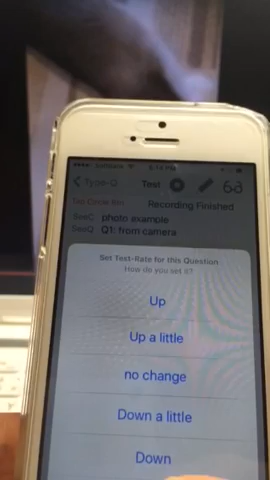 Type-Q Test
Recording Finished
SecC photo example
SecQ Q1: from camera
Set Text-Rate for this Question
How do you set it?
Up
Up a little
no change
Down a little
Down